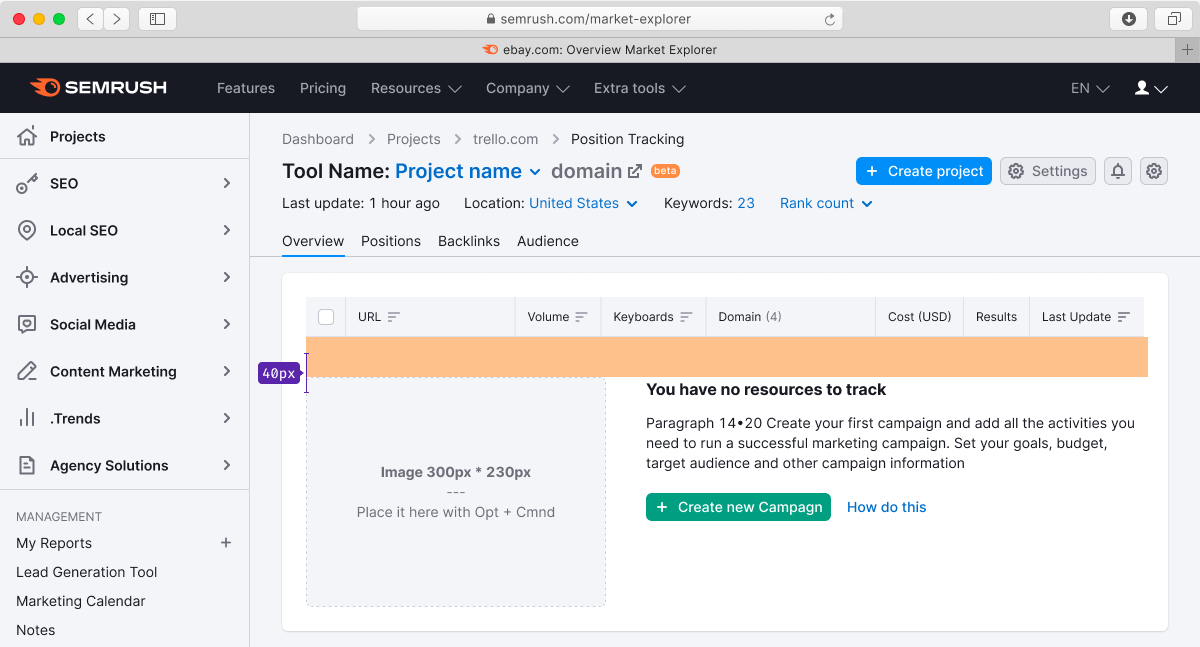 semrush.com/market-explorer
ebay.com: Overview Market Explorer
SEMRUSH Features Pricing Resources Company Extra tools EN
Projects
SEO
Local SEO
Advertising
Social Media
Content Marketing
.Trends
Agency Solutions
MANAGEMENT
My Reports
Lead Generation Tool
Marketing Calendar
Notes
Dashboard Projects trello.com Position Tracking
Tool Name: Project name domain beta + Create project Settings
Last update: 1 hour ago Location: United States Keywords: 23 Rank count
Overview Positions Backlinks Audience
URL Volume Keyboards Domain (4) Cost (USD) Results Last Update
40px
Image 300px * 230px
---
Place it here with Opt + Cmnd
You have no resources to track
Paragraph 14•20 Create your first campaign and add all the activities you
need to run a successful marketing campaign. Set your goals, budget,
target audience and other campaign information
+ Create new Campagn How do this